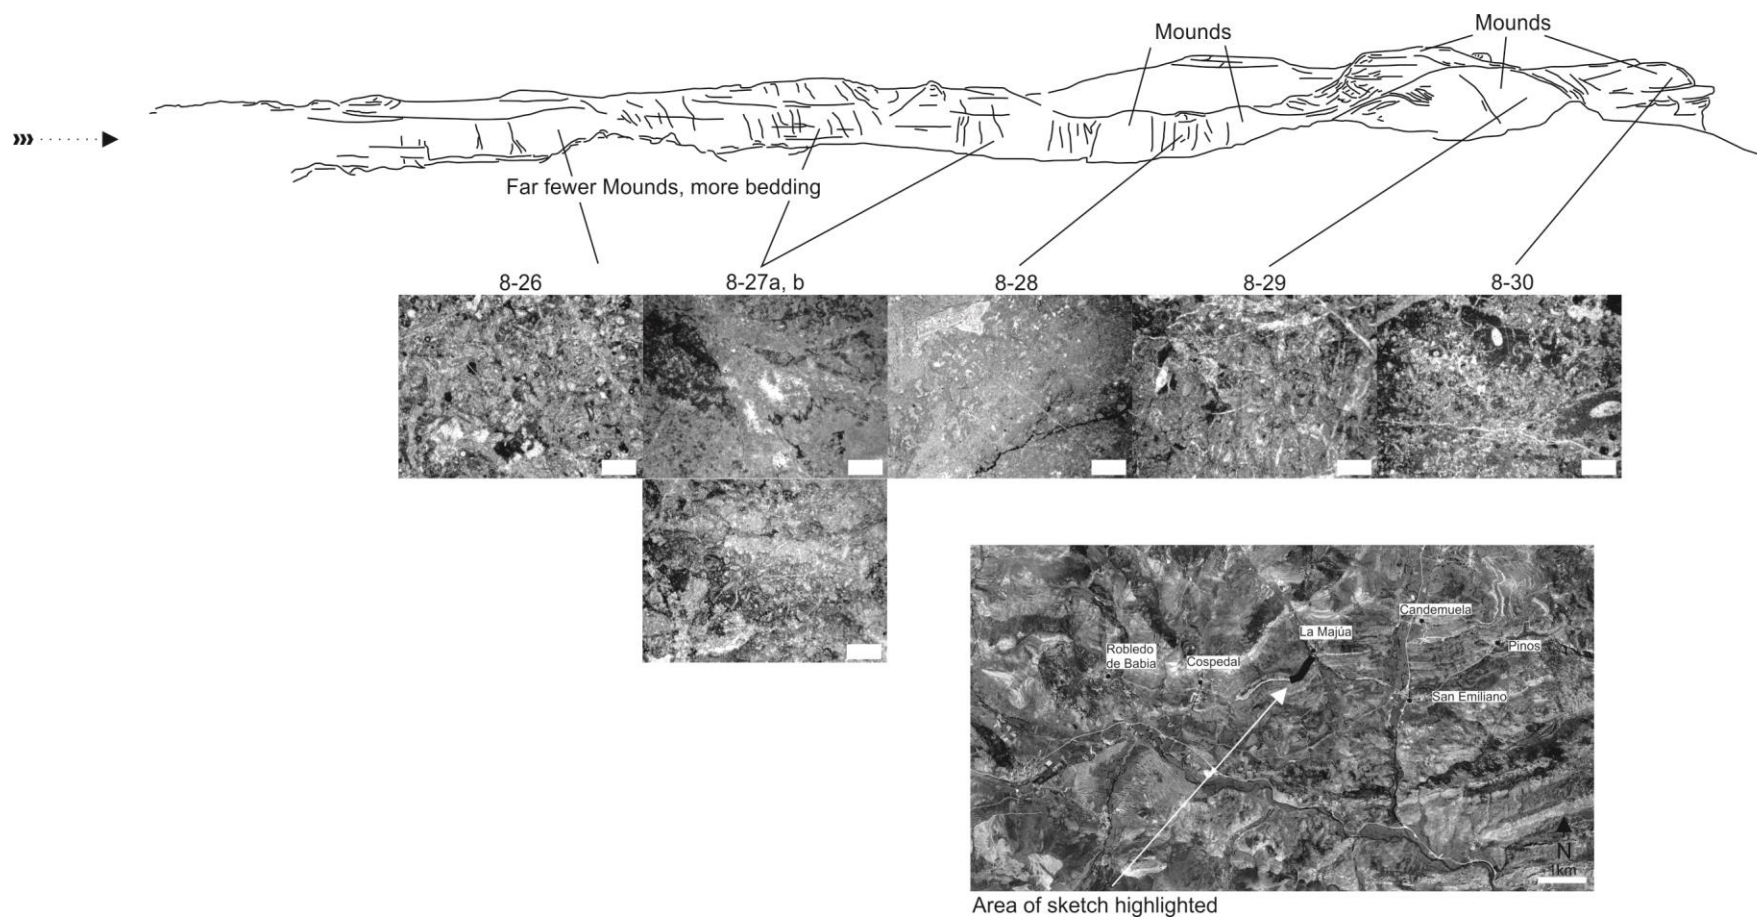 Mounds
Mounds
Far fewer Mounds, more bedding
8-26
8-27a, b
8-28
8-29
8-30
Candemuela
La Majúa
Pinos
Robledo
de Babia
Cospedal
San Emiliano
N
1km
Area of sketch highlighted